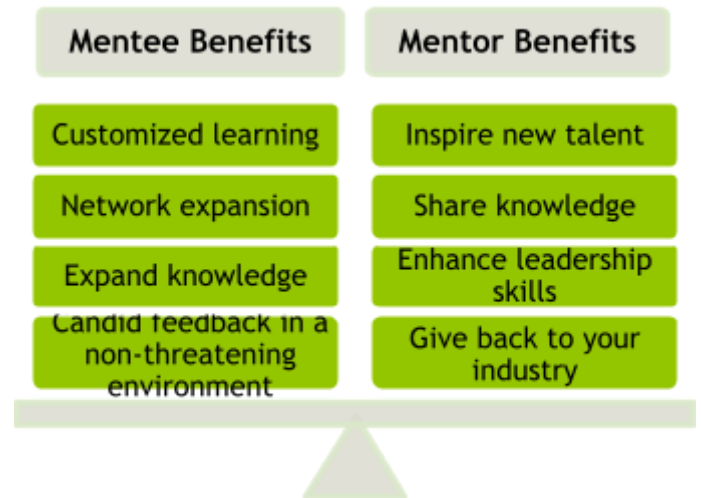 Mentee Benefits
Mentor Benefits
Customized learning
Inspire new talent
Network expansion
Share knowledge
Expand knowledge
Enhance leadership
skills
Candid feedback in a
non-threatening
environment
Give back to your
industry